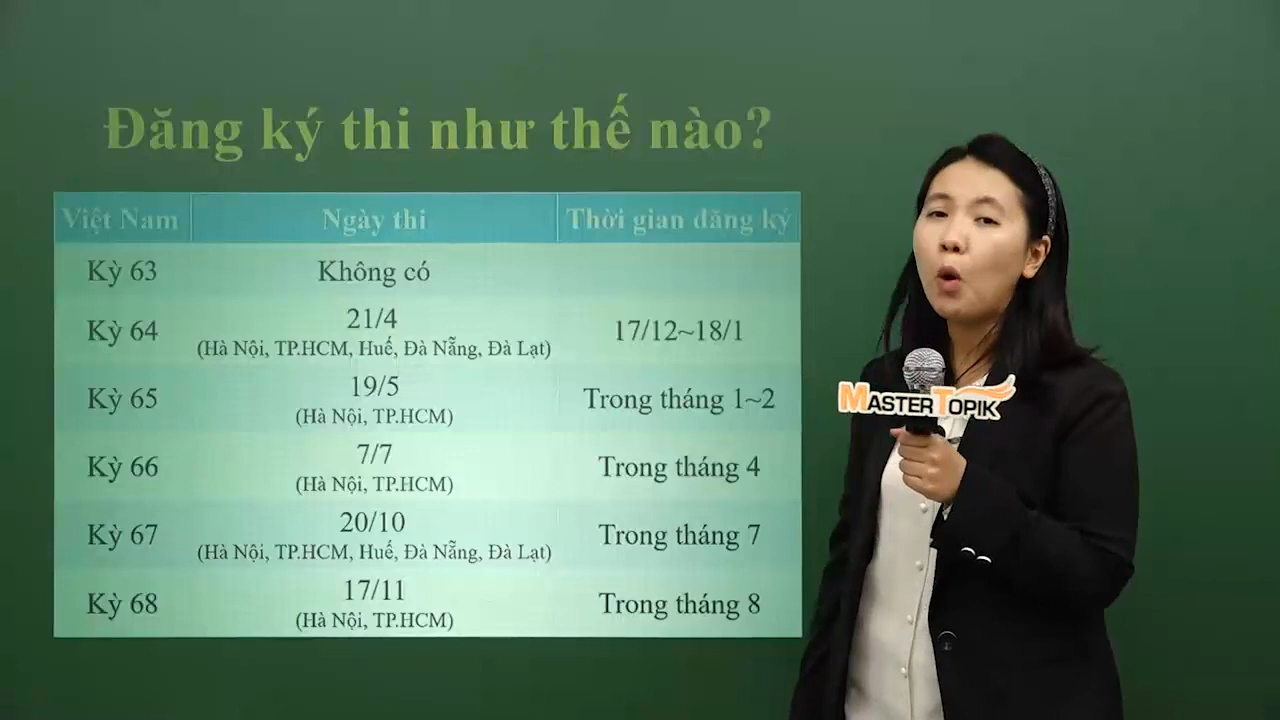 Đăng ký thi như thế nào?
Việt Nam Ngày thi Thời gian đăng ký
Kỳ 63 Không có
Kỳ 64 21/4 17/12~18/1
(Hà Nội, TP.HCM, Huế, Đà Nẵng, Đà Lạt)
Kỳ 65 19/5 Trong tháng 1~2
(Hà Nội, TP.HCM)
Kỳ 66 7/7 Trong tháng 4
(Hà Nội, TP.HCM)
Kỳ 67 20/10 Trong tháng 7
(Hà Nội, TP.HCM, Huế, Đà Nẵng, Đà Lạt)
Kỳ 68 17/11 Trong tháng 8
(Hà Nội, TP.HCM)
MASTERTOPIK